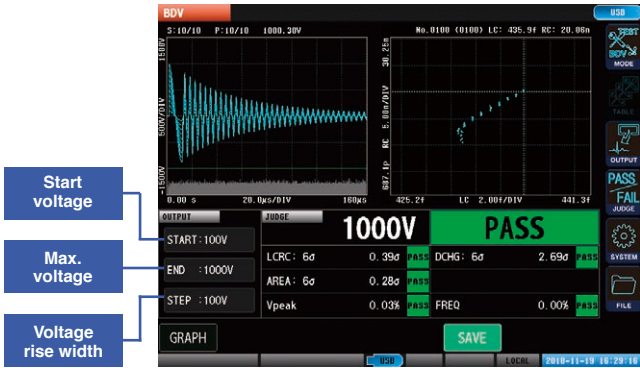 BDV
USB
S:10/10 P:10/10 1000.30V
No.0100 (0100) LC: 435.9f RC: 20.06n
1500V
500V/DIV
-1500V
0.00 s 20.0μs/DIV 160μs
30.25n
RC 5.00n/DIV
687.1p
425.2f LC 2.00f/DIV 441.3f
TEST
BDV
MODE
TABLE
OUTPUT
PASS
FAIL
JUDGE
SYSTEM
FILE
Start
voltage
Max.
voltage
Voltage
rise width
OUTPUT
START:100V
END :1000V
STEP :100V
JUDGE
1000V
PASS
LCRC: 6σ 0.39σ PASS DCHG: 6σ 2.69σ PASS
AREA: 6σ 0.28σ PASS
Vpeak 0.03% PASS FREQ 0.00% PASS
GRAPH
SAVE
USB
LOCAL
2018-11-19 16:29:16